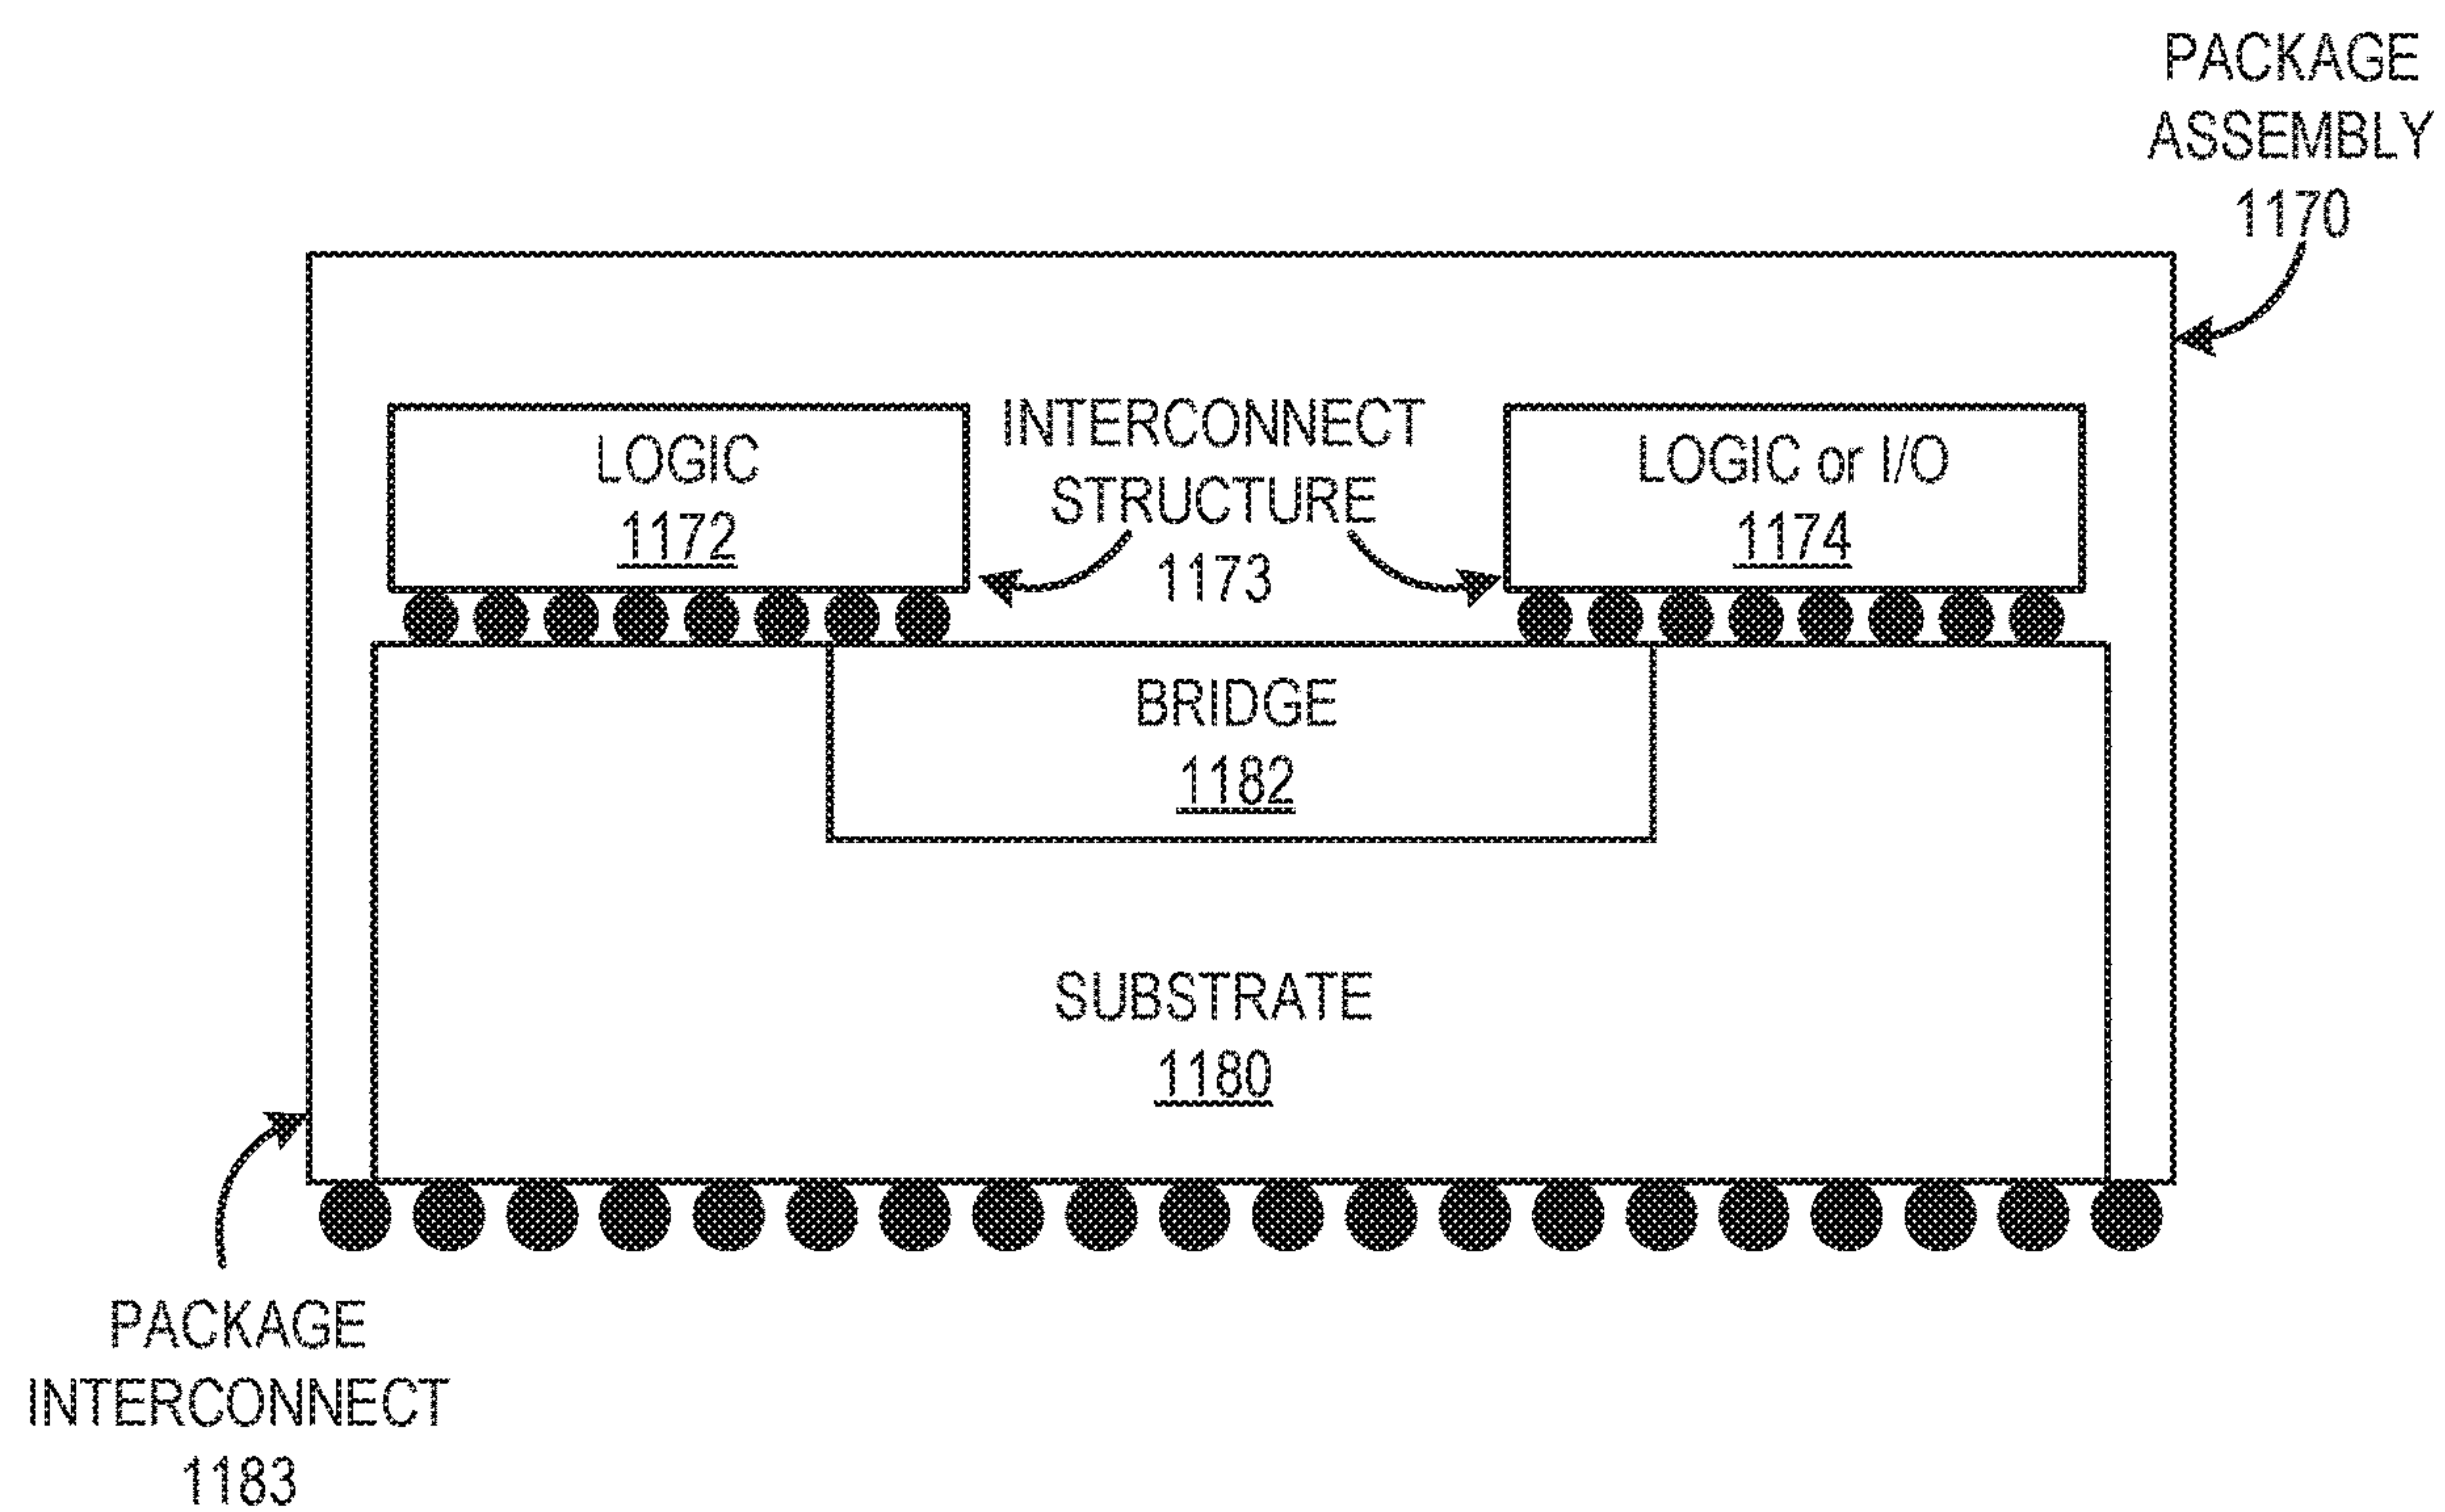 PACKAGE
ASSEMBLY
1170
LOGIC
1172
INTERCONNECT
STRUCTURE
1173
LOGIC or I/O
1174
BRIDGE
1182
SUBSTRATE
1180
PACKAGE
INTERCONNECT
1183